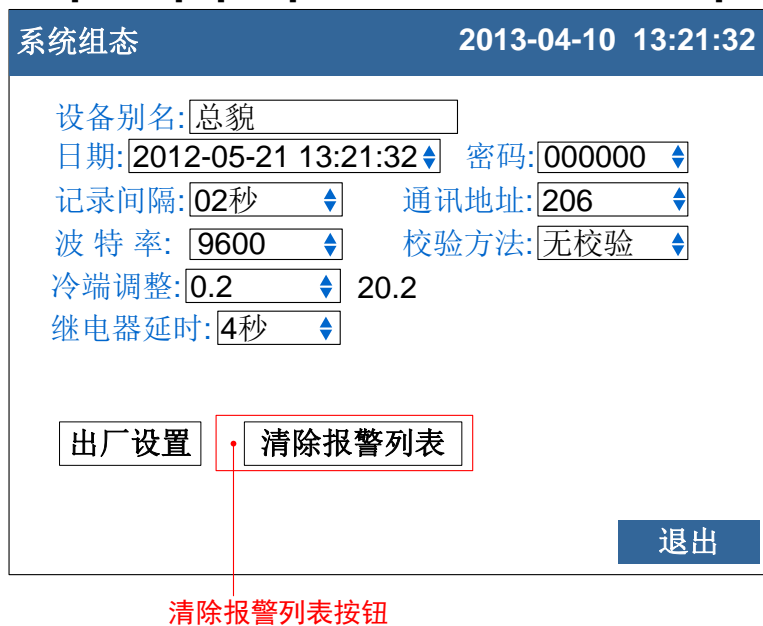 系统组态 2013-04-10 13:21:32
设备别名: 总貌
日期: 2012-05-21 13:21:32 密码: 000000
记录间隔: 02秒 通讯地址: 206
波 特 率: 9600 校验方法: 无校验
冷端调整: 0.2 20.2
继电器延时: 4秒
出厂设置 清除报警列表
退出
清除报警列表按钮